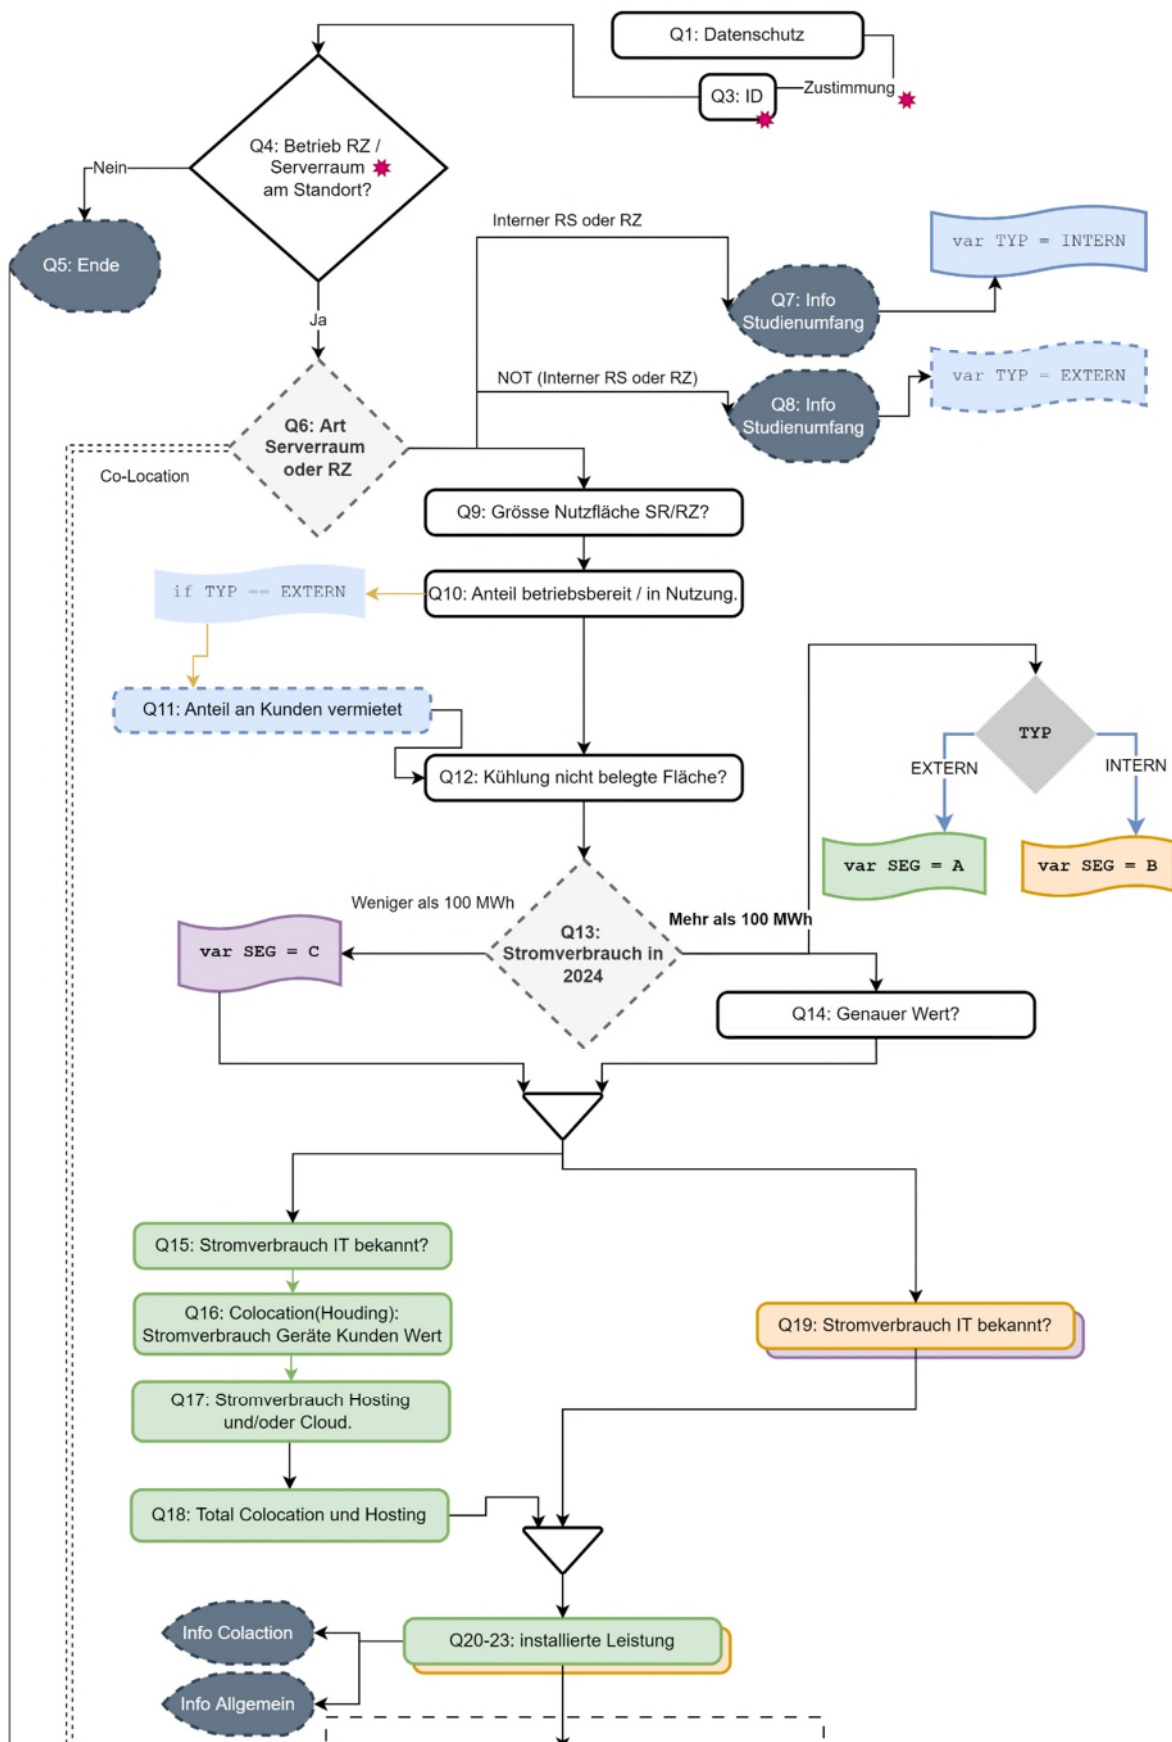 Q1: Datenschutz
Zustimmung
Q3: ID
Q4: Betrieb RZ /
Serverraum
am Standort?
Nein
Q5: Ende
Ja
Interner RS oder RZ
var TYP = INTERN
Q7: Info
Studienumfang
NOT (Interner RS oder RZ)
var TYP = EXTERN
Q8: Info
Studienumfang
Q6: Art
Serverraum
oder RZ
Co-Location
Q9: Grösse Nutzfläche SR/RZ?
if TYP == EXTERN
Q10: Anteil betriebsbereit / in Nutzung.
Q11: Anteil an Kunden vermietet
Q12: Kühlung nicht belegte Fläche?
TYP
EXTERN
INTERN
var SEG = A
var SEG = B
Weniger als 100 MWh
Mehr als 100 MWh
Q13:
Stromverbrauch in
2024
var SEG = C
Q14: Genauer Wert?
Q15: Stromverbrauch IT bekannt?
Q16: Colocation(Houding):
Stromverbrauch Geräte Kunden Wert
Q19: Stromverbrauch IT bekannt?
Q17: Stromverbrauch Hosting
und/oder Cloud.
Q18: Total Colocation und Hosting
Info Colaction
Q20-23: installierte Leistung
Info Allgemein